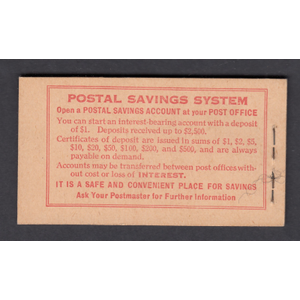 POSTAL SAVINGS SYSTEM
Open a POSTAL SAVINGS ACCOUNT at your POST OFFICE
You can start an interest-bearing account with a deposit
of $1. Deposits received up to $2,500.
Certificates of deposit are issued in sums of $1, $2, $5,
$10, $20, $50, $100, $200, and $500, and are always
payable on demand.
Accounts may be transferred between post offices with-
out cost or loss of INTEREST.
IT IS A SAFE AND CONVENIENT PLACE FOR SAVINGS
Ask Your Postmaster for Further Information